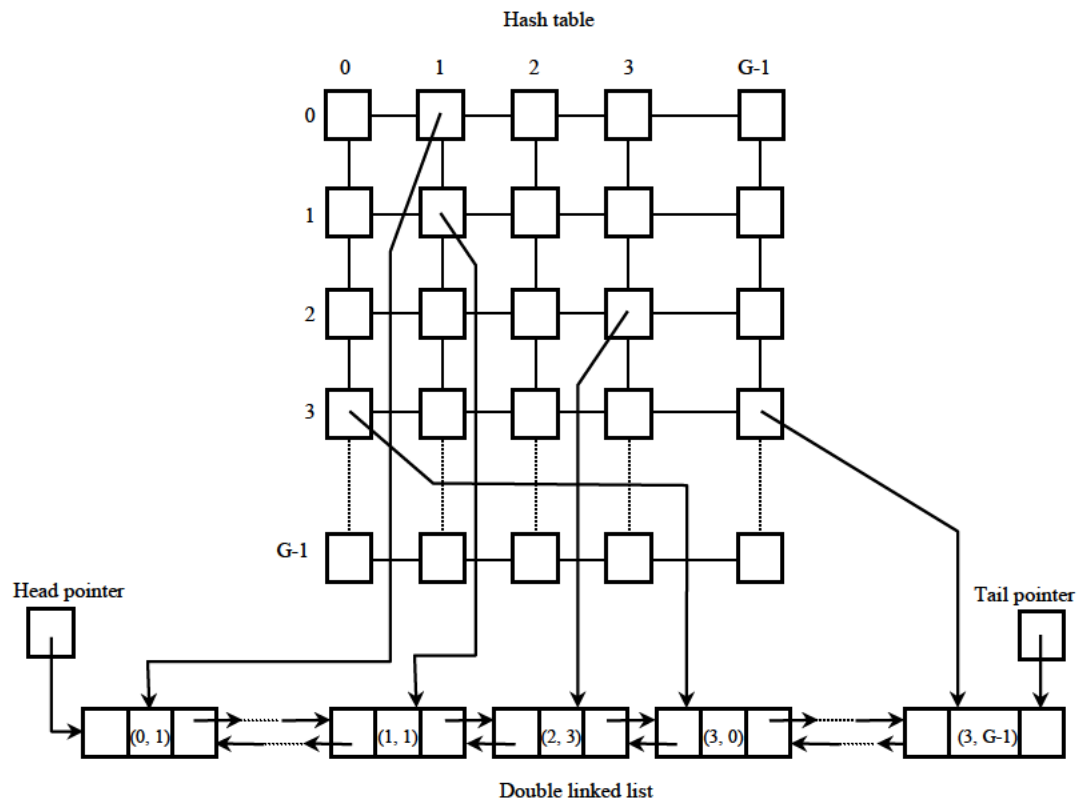 Hash table
0 1 2 3 G-1
0
1
2
3
G-1
Head pointer
Tail pointer
(0, 1) (1, 1) (2, 3) (3, 0) (3, G-1)
Double linked list